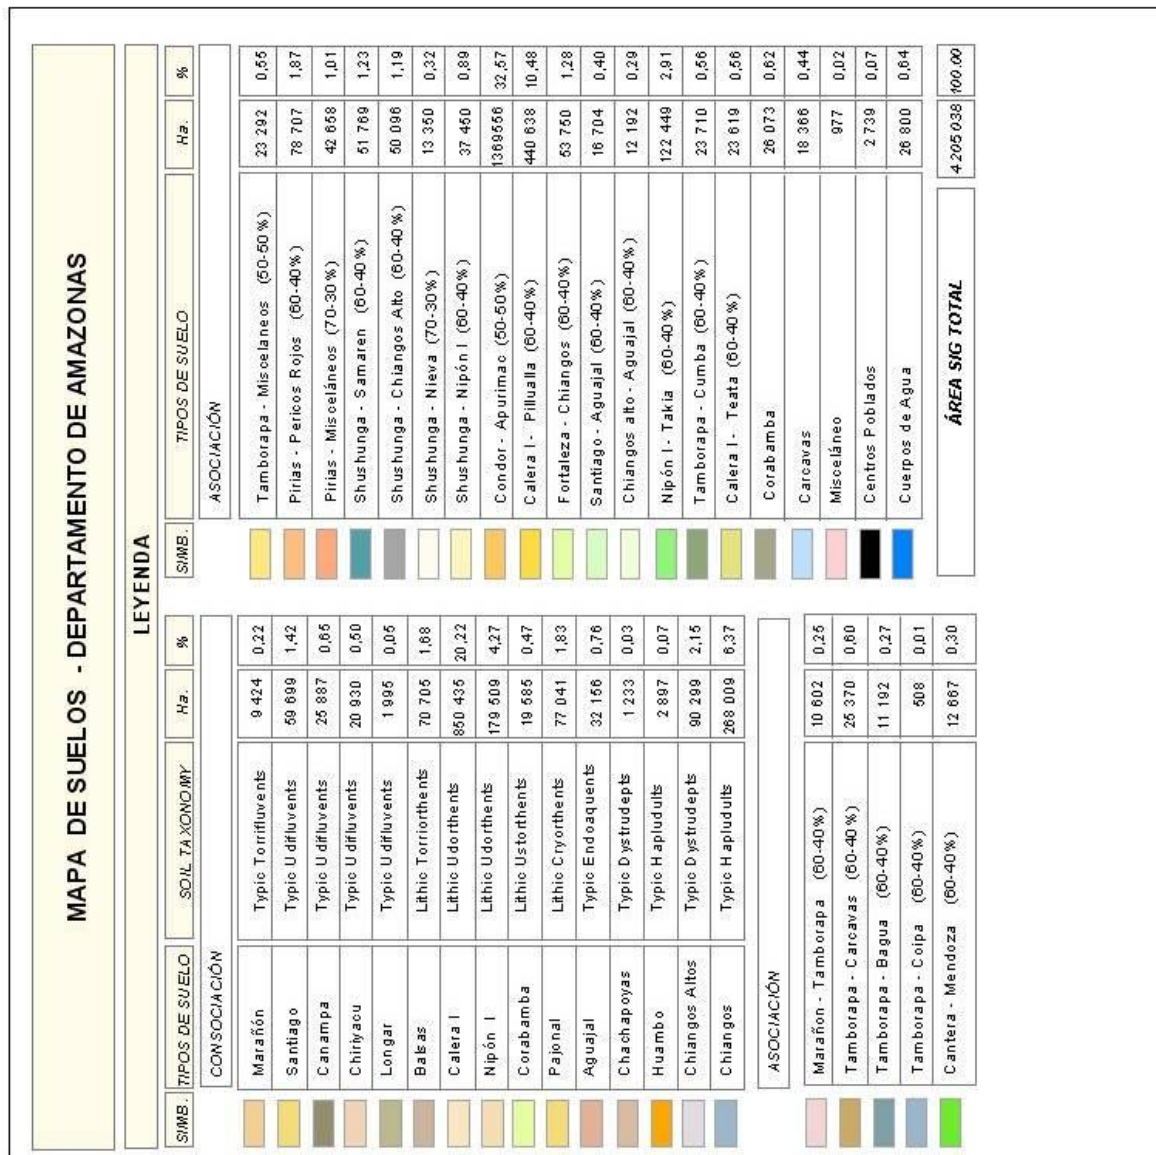 MAPA DE SUELOS - DEPARTAMENTO DE AMAZONAS
LEYENDA
SIMB. TIPOS DE SUELO SOIL TAXONOMY Ha. %
CONSOCIACIÓN
Marañón Typic Torrifluvents 9 424 0,22
Santiago Typic Udifluvents 59 699 1,42
Canampa Typic Udifluvents 25 887 0,65
Chiriyacu Typic Udifluvents 20 930 0,50
Longar Typic Udifluvents 1 995 0,05
Balsas Lithic Torriorthents 70 705 1,68
Calera I Lithic Udorthents 850 435 20,22
Nipón I Lithic Udorthents 179 509 4,27
Corabamba Lithic Ustorthents 19 585 0,47
Pajonal Lithic Cryorthents 77 041 1,83
Aguajal Typic Endoaquents 32 156 0,76
Chachapoyas Typic Dystrudepts 1 233 0,03
Huambo Typic Hapludults 2 897 0,07
Chiangos Altos Typic Dystrudepts 90 299 2,15
Chiangos Typic Hapludults 268 009 6,37
ASOCIACIÓN
Marañon - Tamborapa (60-40%) 10 602 0,25
Tamborapa - Carcavas (60-40%) 25 370 0,60
Tamborapa - Bagua (60-40%) 11 192 0,27
Tamborapa - Coipa (60-40%) 508 0,01
Cantera - Mendoza (60-40%) 12 667 0,30
SIMB. TIPOS DE SUELO Ha. %
ASOCIACIÓN
Tamborapa - Miscelaneos (50-50%) 23 292 0,55
Pirias - Pericos Rojos (60-40%) 78 707 1,87
Pirias - Misceláneos (70-30%) 42 658 1,01
Shushunga - Samaren (60-40%) 51 769 1,23
Shushunga - Chiangos Alto (60-40%) 50 096 1,19
Shushunga - Nieva (70-30%) 13 350 0,32
Shushunga - Nipón I (60-40%) 37 450 0,89
Condor - Apurimac (50-50%) 1369556 32,57
Calera I - Pillualla (60-40%) 440 638 10,48
Fortaleza - Chiangos (60-40%) 53 750 1,28
Santiago - Aguajal (60-40%) 16 704 0,40
Chiangos alto - Aguajal (60-40%) 12 192 0,29
Nipón I - Takia (60-40%) 122 449 2,91
Tamborapa - Cumba (60-40%) 23 710 0,56
Calera I - Teata (60-40%) 23 619 0,56
Corabamba 26 073 0,62
Carcavas 18 366 0,44
Misceláneo 977 0,02
Centros Poblados 2 739 0,07
Cuerpos de Agua 26 800 0,64
ÁREA SIG TOTAL 4205038 100.00